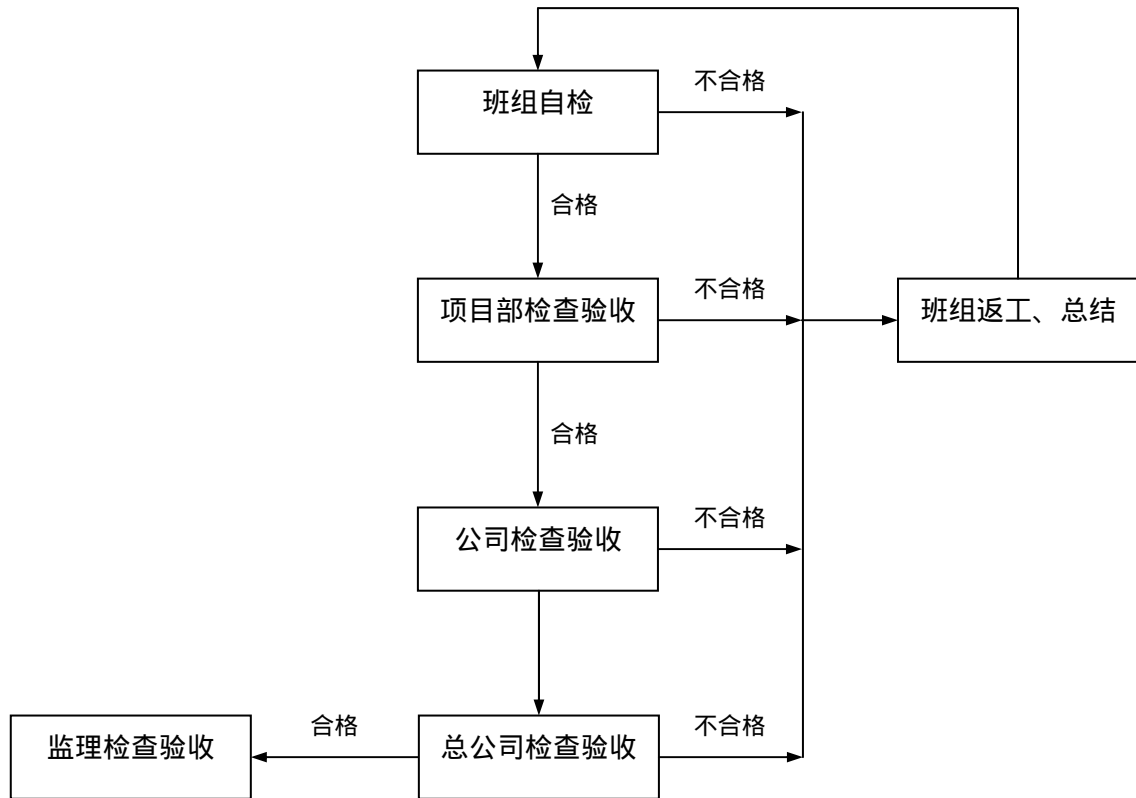 班组自检
不合格
合格
项目部检查验收
不合格
班组返工、总结
合格
公司检查验收
不合格
监理检查验收
合格
总公司检查验收
不合格